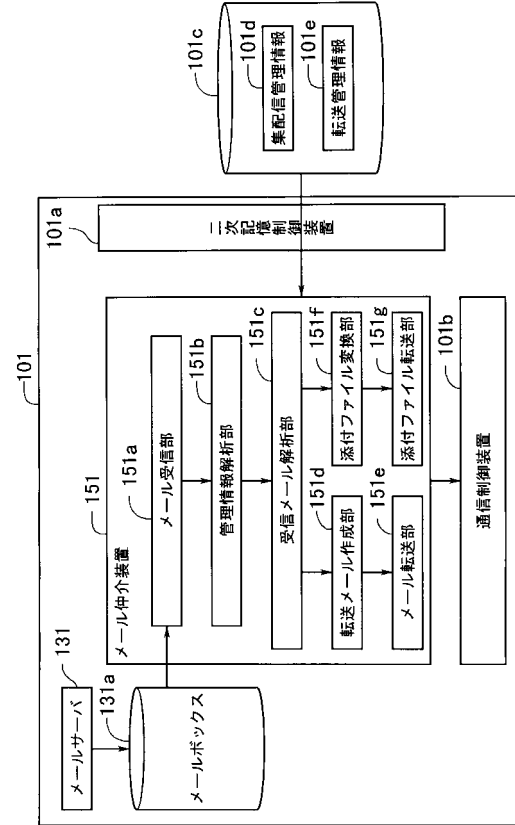 101
131
メールサーバ
131a
メールボックス
151
メール仲介装置
151a
メール受信部
151b
管理情報解析部
151c
受信メール解析部
151d
転送メール作成部
151e
メール転送部
151f
添付ファイル変換部
151g
添付ファイル転送部
101b
通信制御装置
101a
二次記憶制御装置
101c
101d
集配信管理情報
101e
転送管理情報